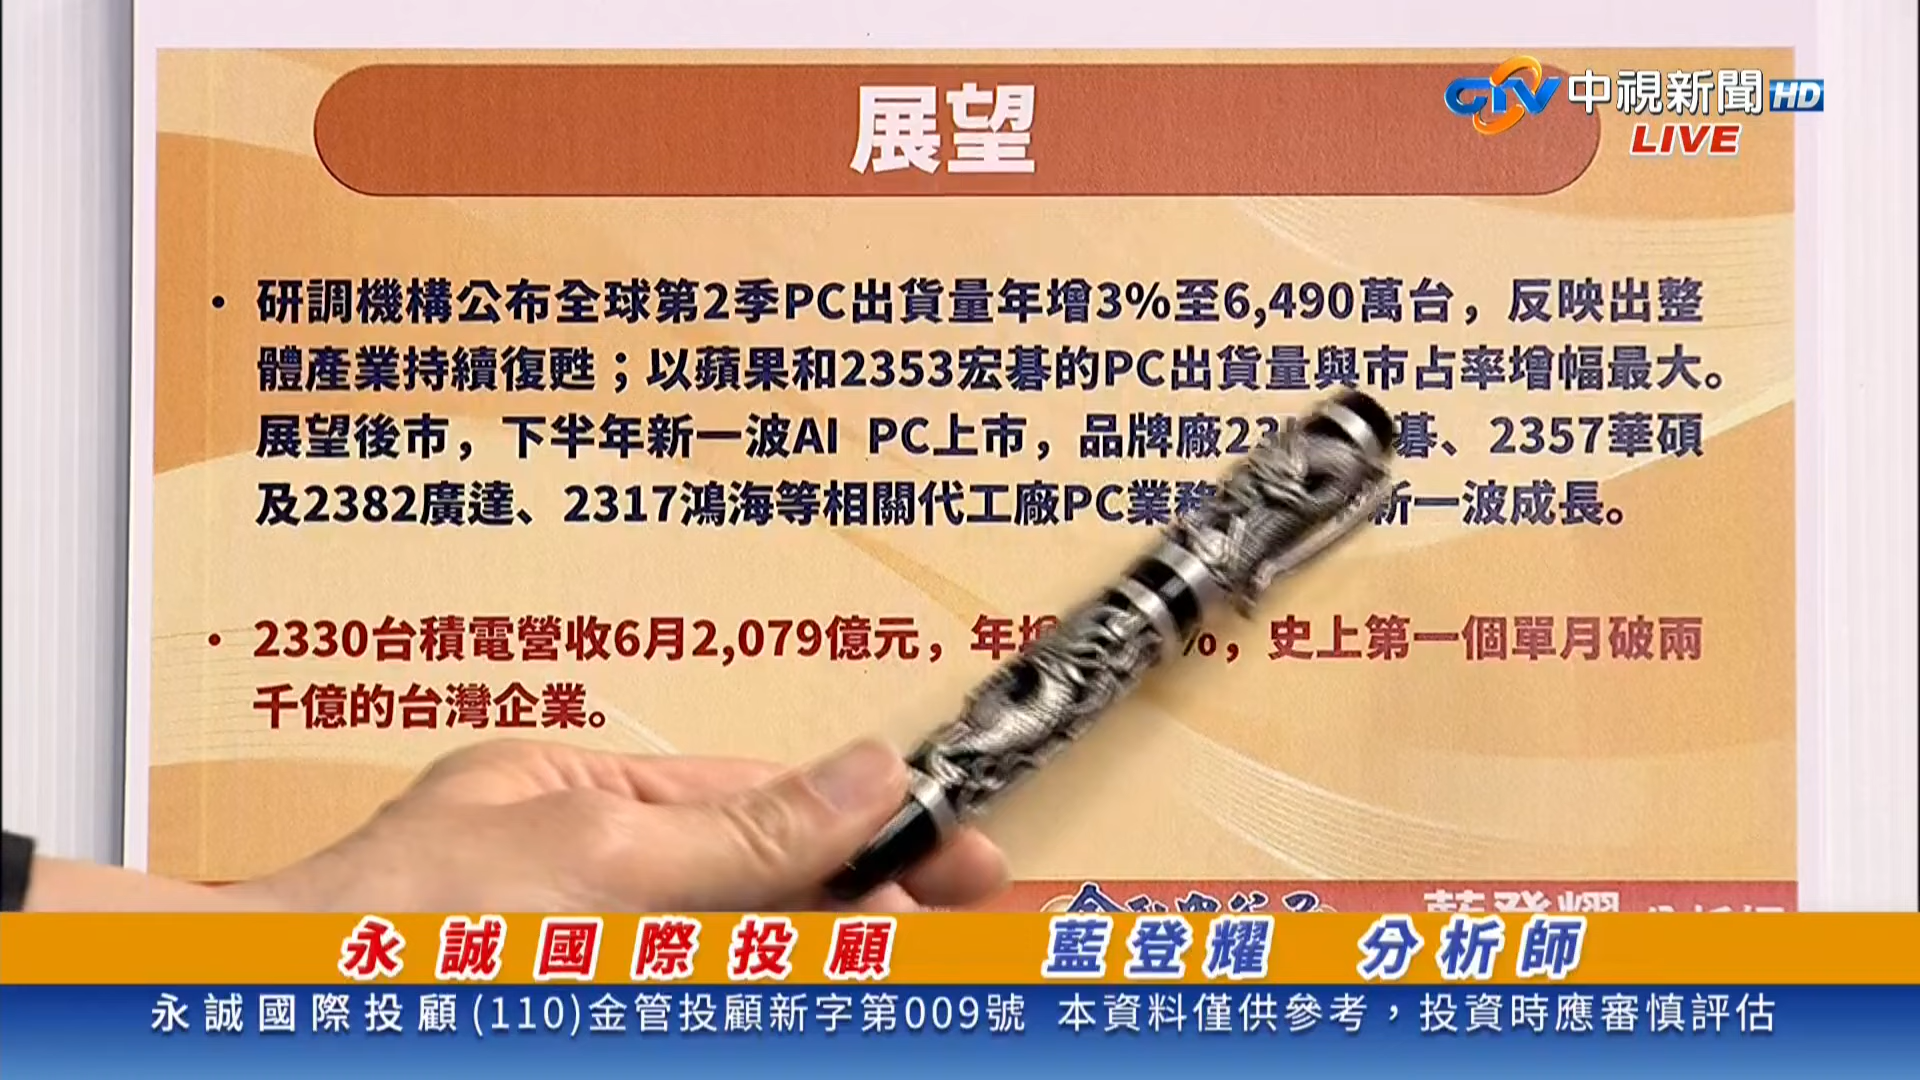 展望
CTV 中視新聞 HD
LIVE
• 研調機構公布全球第2季PC出貨量年增3%至6,490萬台，反映出整
體產業持續復甦；以蘋果和2353宏碁的PC出貨量與市占率增幅最大。
展望後市，下半年新一波AI PC上市，品牌廠23 碁、2357華碩
及2382廣達、2317鴻海等相關代工廠PC業務 新一波成長。
• 2330台積電營收6月2,079億元，年增 %，史上第一個單月破兩
千億的台灣企業。
藍登耀
永誠國際投顧 藍登耀 分析師
永誠國際投顧(110)金管投顧新字第009號 本資料僅供參考，投資時應審慎評估